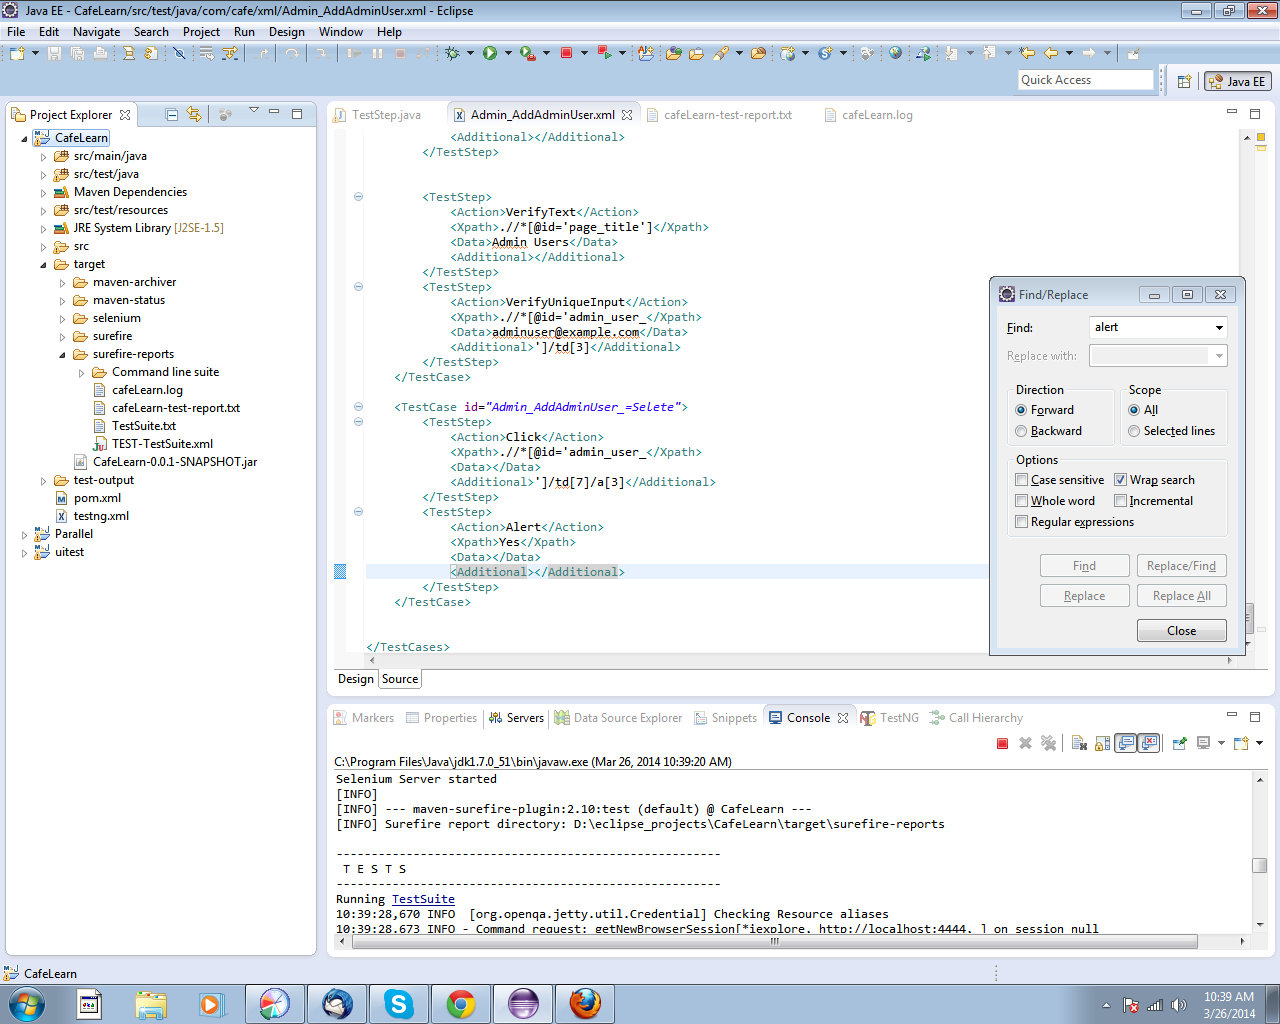 Java EE - CafeLearn/src/test/java/com/cafe/xml/Admin_AddAdminUser.xml - Eclipse
File Edit Navigate Search Project Run Design Window Help
Quick Access
Java EE
Project Explorer
CafeLearn
src/main/java
src/test/java
Maven Dependencies
src/test/resources
JRE System Library [J2SE-1.5]
src
target
maven-archiver
maven-status
selenium
surefire
surefire-reports
Command line suite
cafeLearn.log
cafeLearn-test-report.txt
TestSuite.txt
TEST-TestSuite.xml
CafeLearn-0.0.1-SNAPSHOT.jar
test-output
pom.xml
testng.xml
Parallel
uitest
TestStep.java Admin_AddAdminUser.xml cafeLearn-test-report.txt cafeLearn.log
<Additional></Additional>
</TestStep>
<TestStep>
<Action>VerifyText</Action>
<Xpath>.//*[@id='page_title']</Xpath>
<Data>Admin Users</Data>
<Additional></Additional>
</TestStep>
<TestStep>
<Action>VerifyUniqueInput</Action>
<Xpath>.//*[@id='admin_user_</Xpath>
<Data>adminuser@example.com</Data>
<Additional>']/td[3]</Additional>
</TestStep>
</TestCase>
<TestCase id="Admin_AddAdminUser_=Selete">
<TestStep>
<Action>Click</Action>
<Xpath>.//*[@id='admin_user_</Xpath>
<Data></Data>
<Additional>']/td[7]/a[3]</Additional>
</TestStep>
<TestStep>
<Action>Alert</Action>
<Xpath>Yes</Xpath>
<Data></Data>
<Additional></Additional>
</TestStep>
</TestCase>
</TestCases>
Design Source
Find/Replace
Find: alert
Replace with:
Direction
Forward
Backward
Scope
All
Selected lines
Options
Case sensitive Wrap search
Whole word Incremental
Regular expressions
Find Replace/Find
Replace Replace All
Close
Markers Properties Servers Data Source Explorer Snippets Console TestNG Call Hierarchy
C:\Program Files\Java\jdk1.7.0_51\bin\javaw.exe (Mar 26, 2014 10:39:20 AM)
Selenium Server started
[INFO]
[INFO] --- maven-surefire-plugin:2.10:test (default) @ CafeLearn ---
[INFO] Surefire report directory: D:\eclipse_projects\CafeLearn\target\surefire-reports
-------------------------------------------------------
T E S T S
-------------------------------------------------------
Running TestSuite
10:39:28,670 INFO [org.openqa.jetty.util.Credential] Checking Resource aliases
10:39:28,673 INFO - Command request: getNewBrowserSession[*iexplore, http://localhost:4444, ] on session null
CafeLearn
10:39 AM
3/26/2014